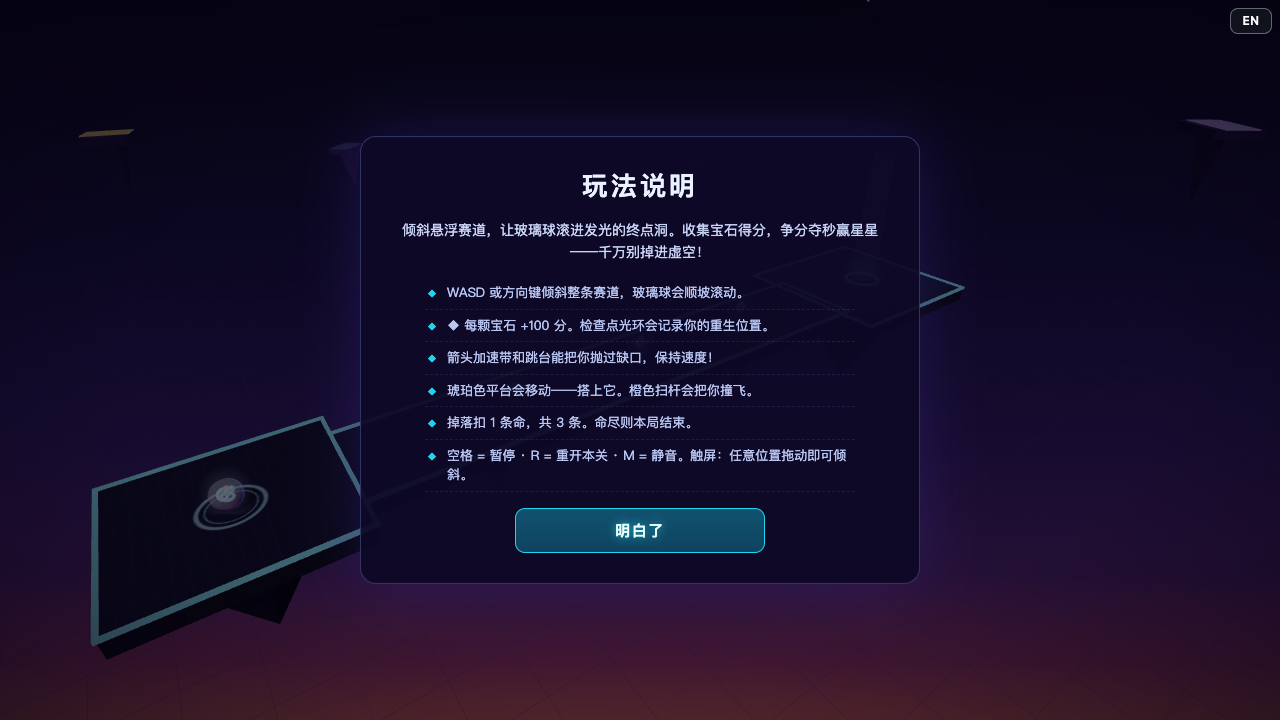 EN
玩法说明
倾斜悬浮赛道，让玻璃球滚进发光的终点洞。收集宝石得分，争分夺秒赢星星
——千万别掉进虚空！
WASD 或方向键倾斜整条赛道，玻璃球会顺坡滚动。
◆ 每颗宝石 +100 分。检查点光环会记录你的重生位置。
箭头加速带和跳台能把你抛过缺口，保持速度！
琥珀色平台会移动——搭上它。橙色扫杆会把你撞飞。
掉落扣 1 条命，共 3 条。命尽则本局结束。
空格 = 暂停 · R = 重开本关 · M = 静音。触屏：任意位置拖动即可倾
斜。
明白了